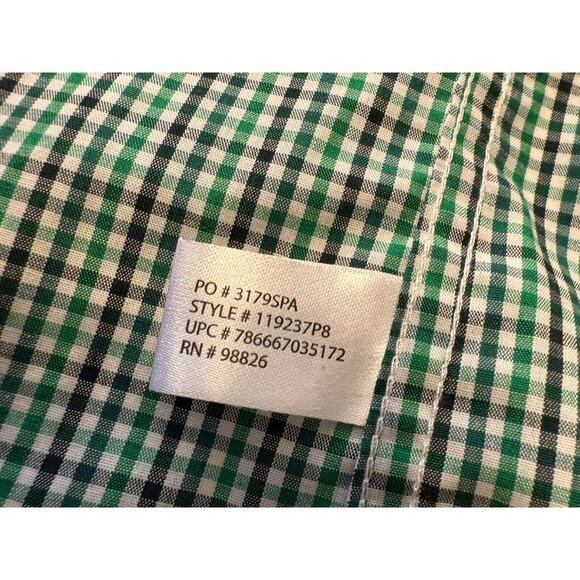 PO # 3179SPA
STYLE # 119237P8
UPC # 786667035172
RN # 98826